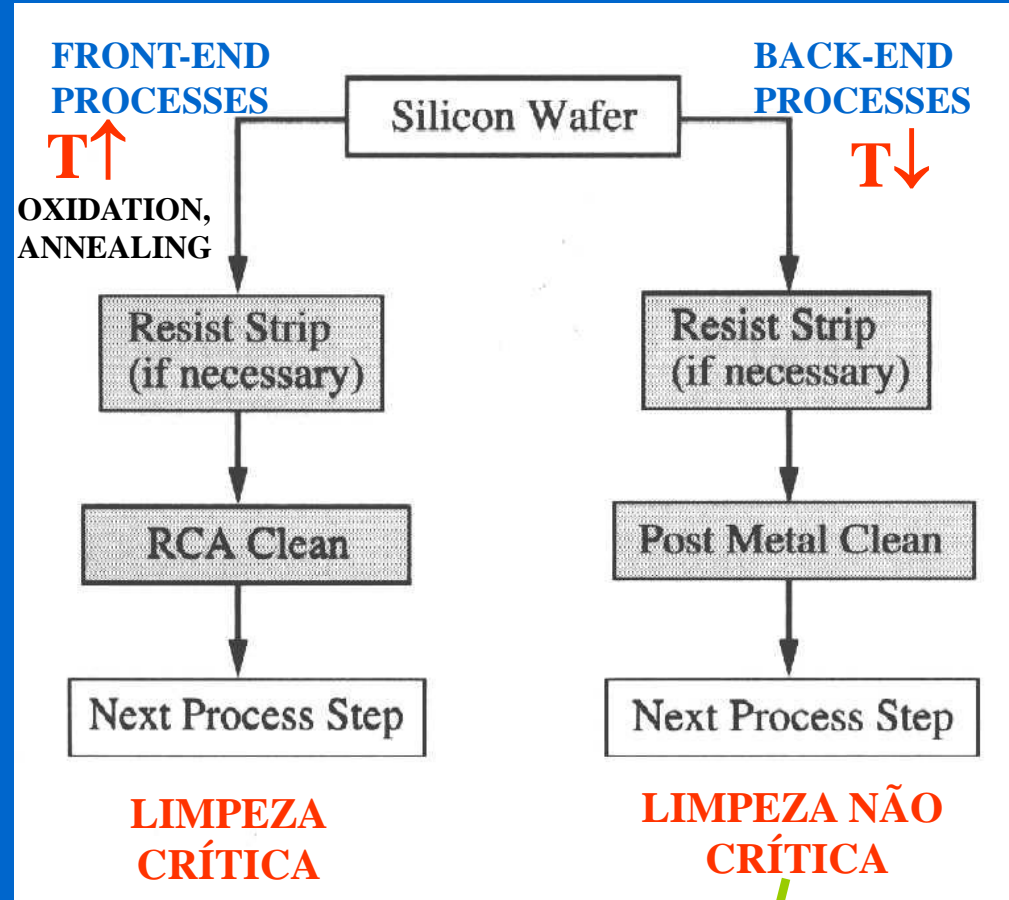 FRONT-END
PROCESSES
T↑
OXIDATION,
ANNEALING
Silicon Wafer
BACK-END
PROCESSES
T↓
Resist Strip
(if necessary)
RCA Clean
Next Process Step
LIMPEZA
CRÍTICA
Resist Strip
(if necessary)
Post Metal Clean
Next Process Step
LIMPEZA NÃO
CRÍTICA